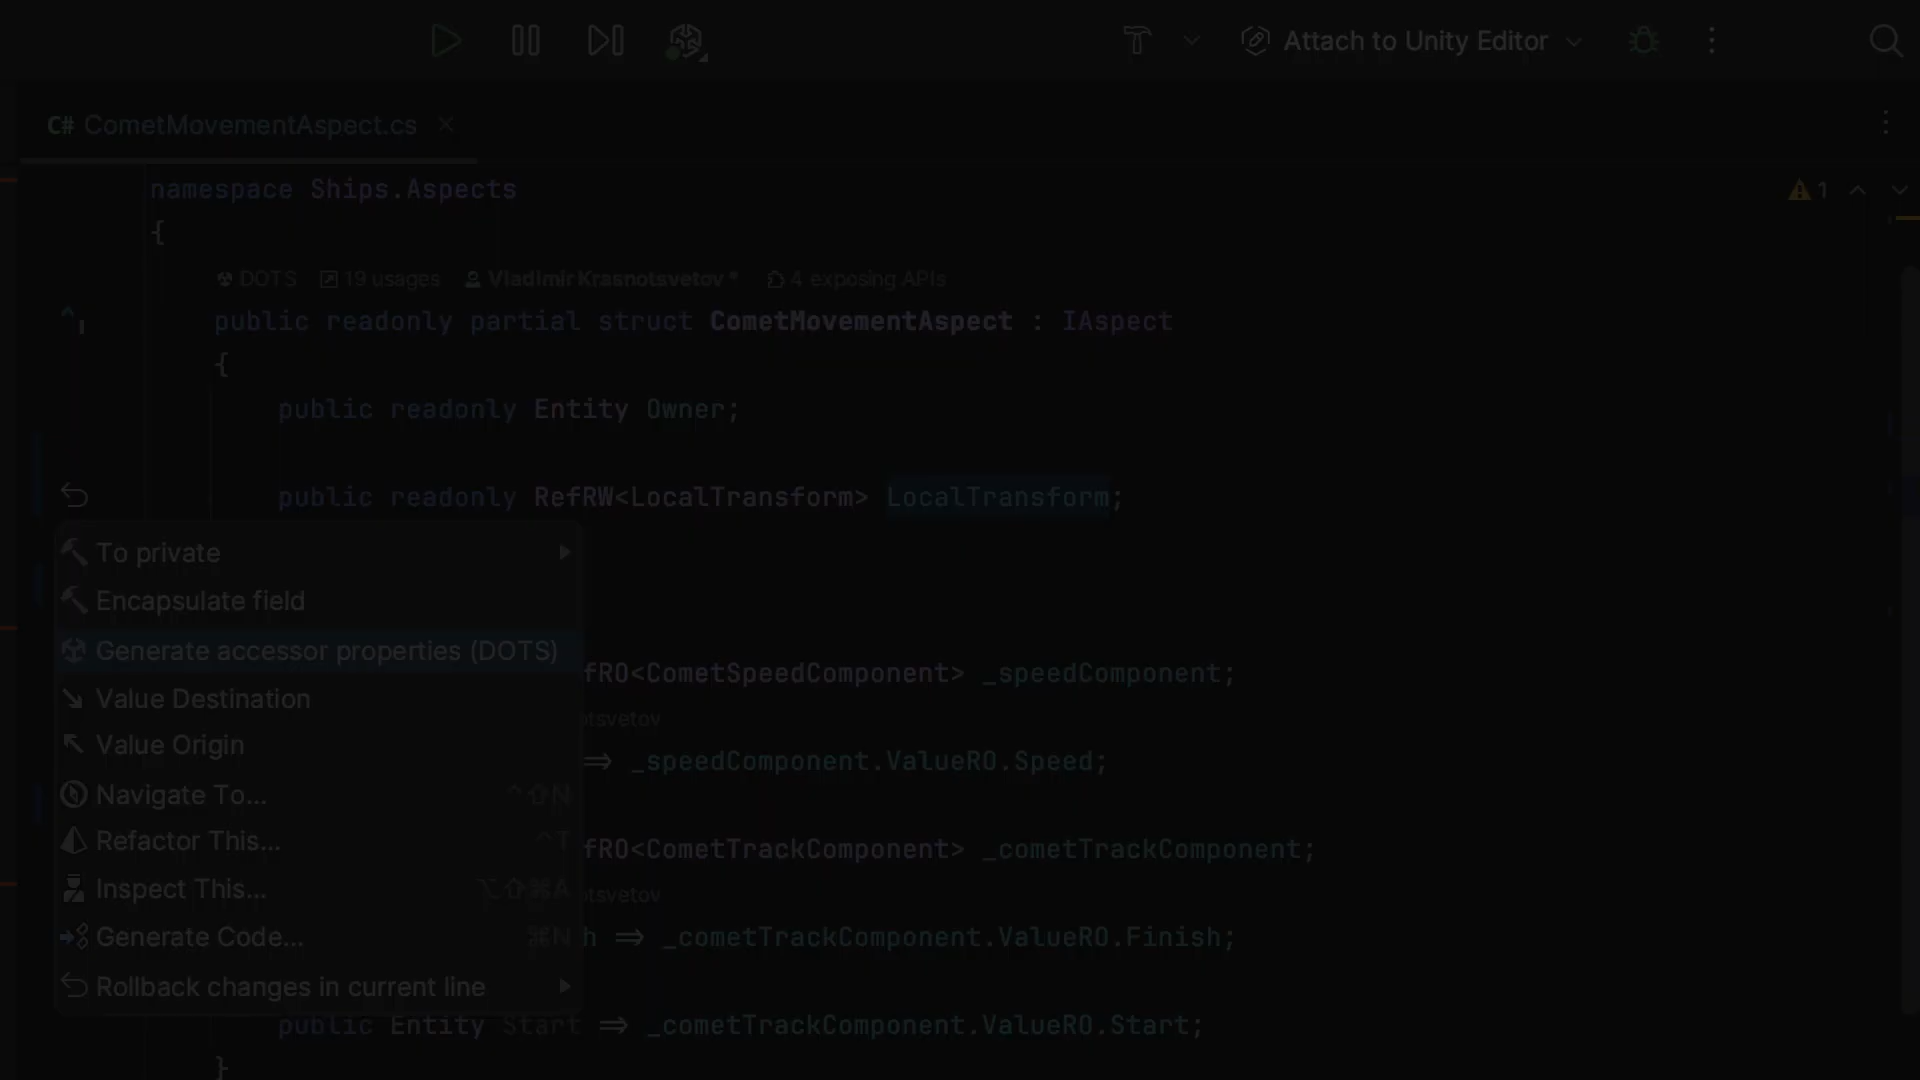 Attach to Unity Editor
C# CometMovementAspect.cs
namespace Ships.Aspects
1
{
DOTS 19 usages Vladimir Krasnotsvetov * 4 exposing APIs
public readonly partial struct CometMovementAspect : IAspect
{
public readonly Entity Owner;
public readonly RefRW<LocalTransform> LocalTransform;
To private
Encapsulate field
Generate accessor properties (DOTS)
fRO<CometSpeedComponent> _speedComponent;
Value Destination
otsvetov
Value Origin
=> _speedComponent.ValueRO.Speed;
Navigate To... ⌃⇧N
Refactor This... ⌃T
fRO<CometTrackComponent> _cometTrackComponent;
Inspect This... ⌥⇧⌘A
otsvetov
Generate Code... ⌘N
h => _cometTrackComponent.ValueRO.Finish;
Rollback changes in current line
public Entity Start => _cometTrackComponent.ValueRO.Start;
}